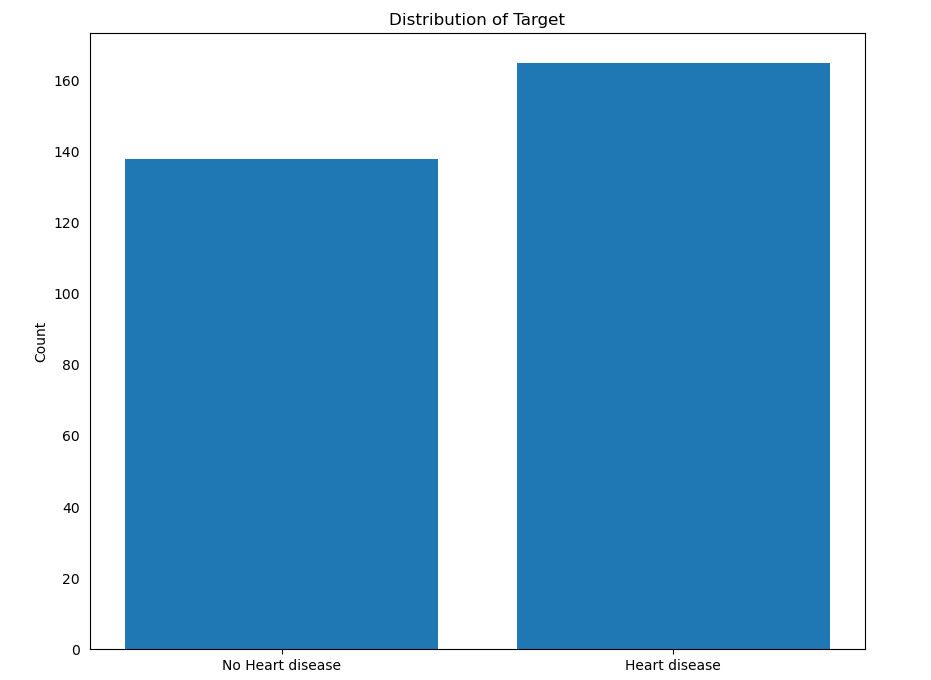 Distribution of Target
160
140
120
100
80
60
40
20
0
Count
No Heart disease
Heart disease